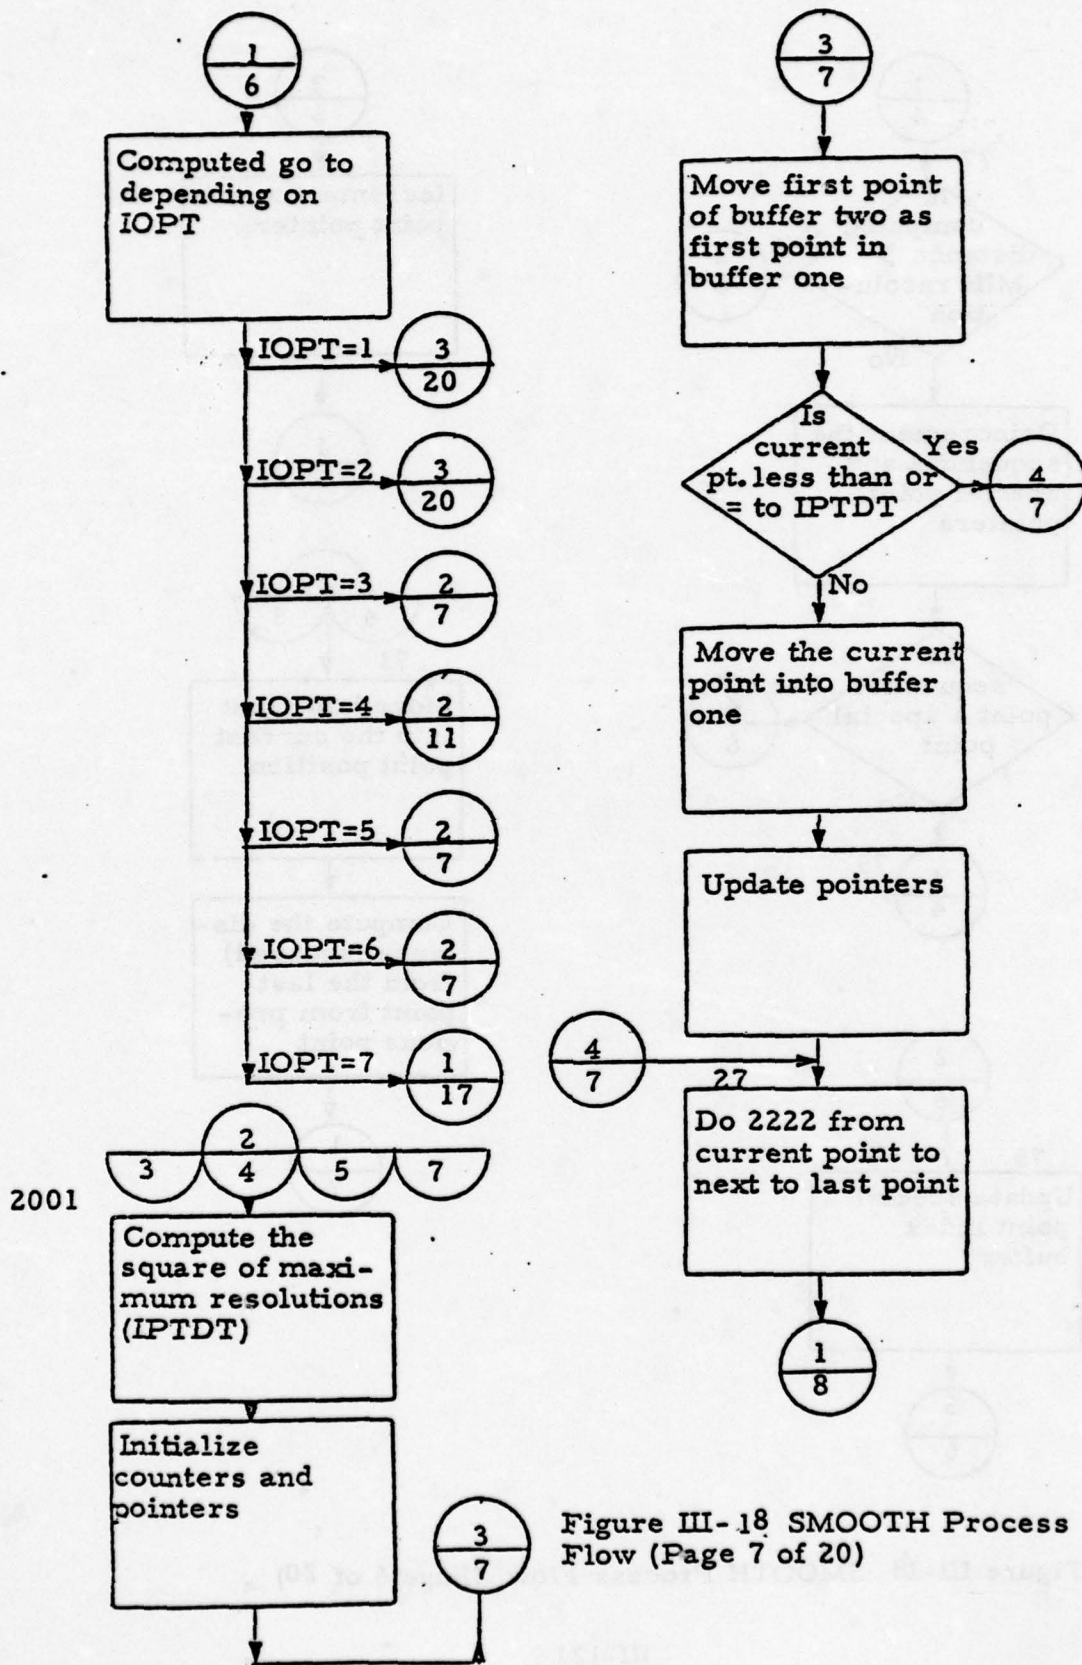 1
6
Computed go to
depending on
IOPT
IOPT=1
3
20
IOPT=2
3
20
IOPT=3
2
7
IOPT=4
2
11
IOPT=5
2
7
IOPT=6
2
7
IOPT=7
1
17
2
3
4
5
7
2001
Compute the
square of maxi-
mum resolutions
(IPTDT)
Initialize
counters and
pointers
3
7
3
7
Move first point
of buffer two as
first point in
buffer one
Is
current
pt. less than or
= to IPTDT
Yes
4
7
No
Move the current
point into buffer
one
Update pointers
4
7
27
Do 2222 from
current point to
next to last point
1
8
Figure III-18 SMOOTH Process
Flow (Page 7 of 20)